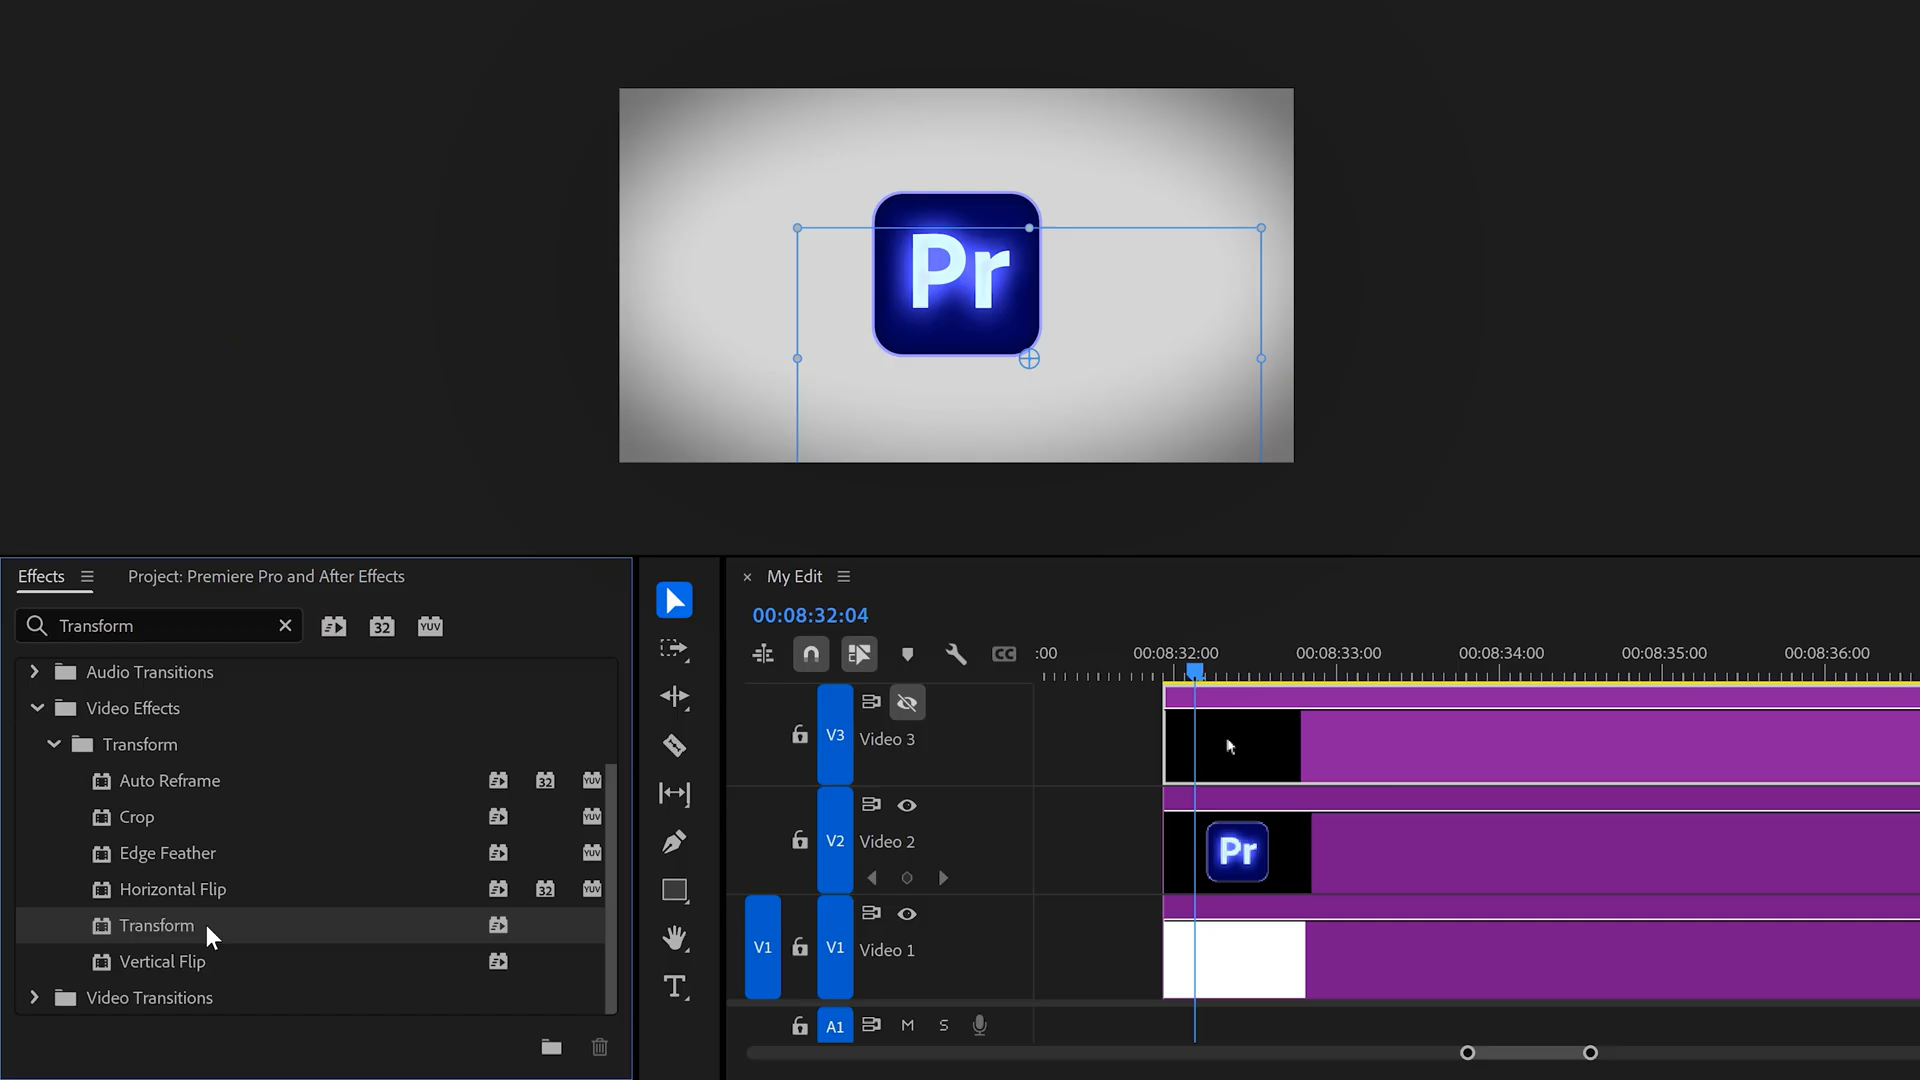 Pr
Effects
Project: Premiere Pro and After Effects
Transform
32
YUV
Audio Transitions
Video Effects
Transform
Auto Reframe
32
YUV
Crop
YUV
Edge Feather
YUV
Horizontal Flip
32
YUV
Transform
Vertical Flip
Video Transitions
T
× My Edit
00:08:32:04
CC
:00
00:08:32:00
00:08:33:00
00:08:34:00
00:08:35:00
00:08:36:00
V3
Video 3
V2
Video 2
Pr
V1
V1
Video 1
A1
M
S